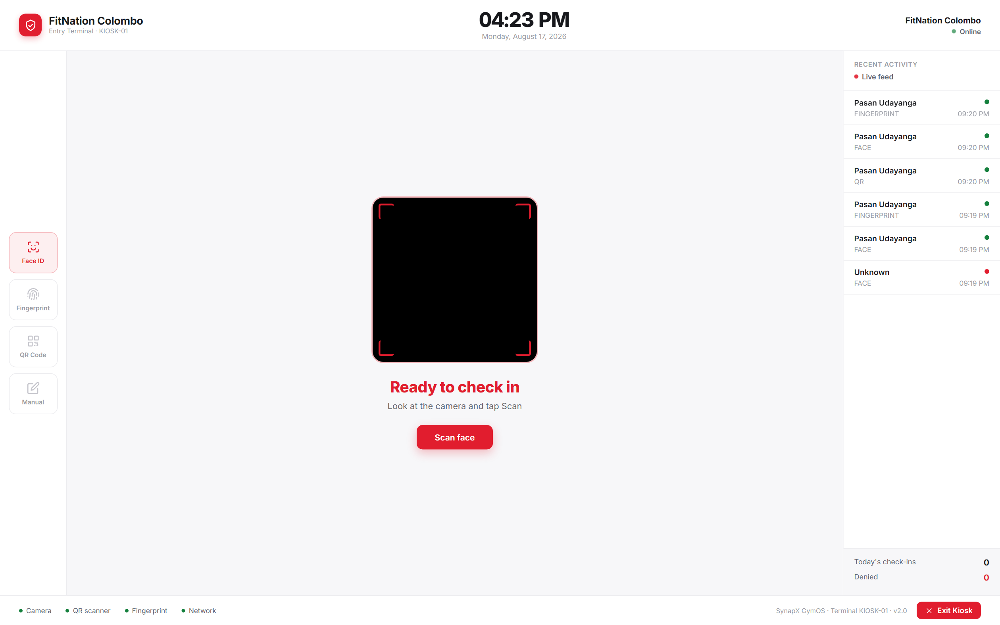 FitNation Colombo
Entry Terminal · KIOSK-01
04:23 PM
Monday, August 17, 2026
FitNation Colombo
Online
Face ID
Fingerprint
QR Code
Manual
Ready to check in
Look at the camera and tap Scan
Scan face
RECENT ACTIVITY
Live feed
Pasan Udayanga
FINGERPRINT 09:20 PM
Pasan Udayanga
FACE 09:20 PM
Pasan Udayanga
QR 09:20 PM
Pasan Udayanga
FINGERPRINT 09:19 PM
Pasan Udayanga
FACE 09:19 PM
Unknown
FACE 09:19 PM
Today's check-ins 0
Denied 0
Camera QR scanner Fingerprint Network
SynapX GymOS · Terminal KIOSK-01 · v2.0
Exit Kiosk